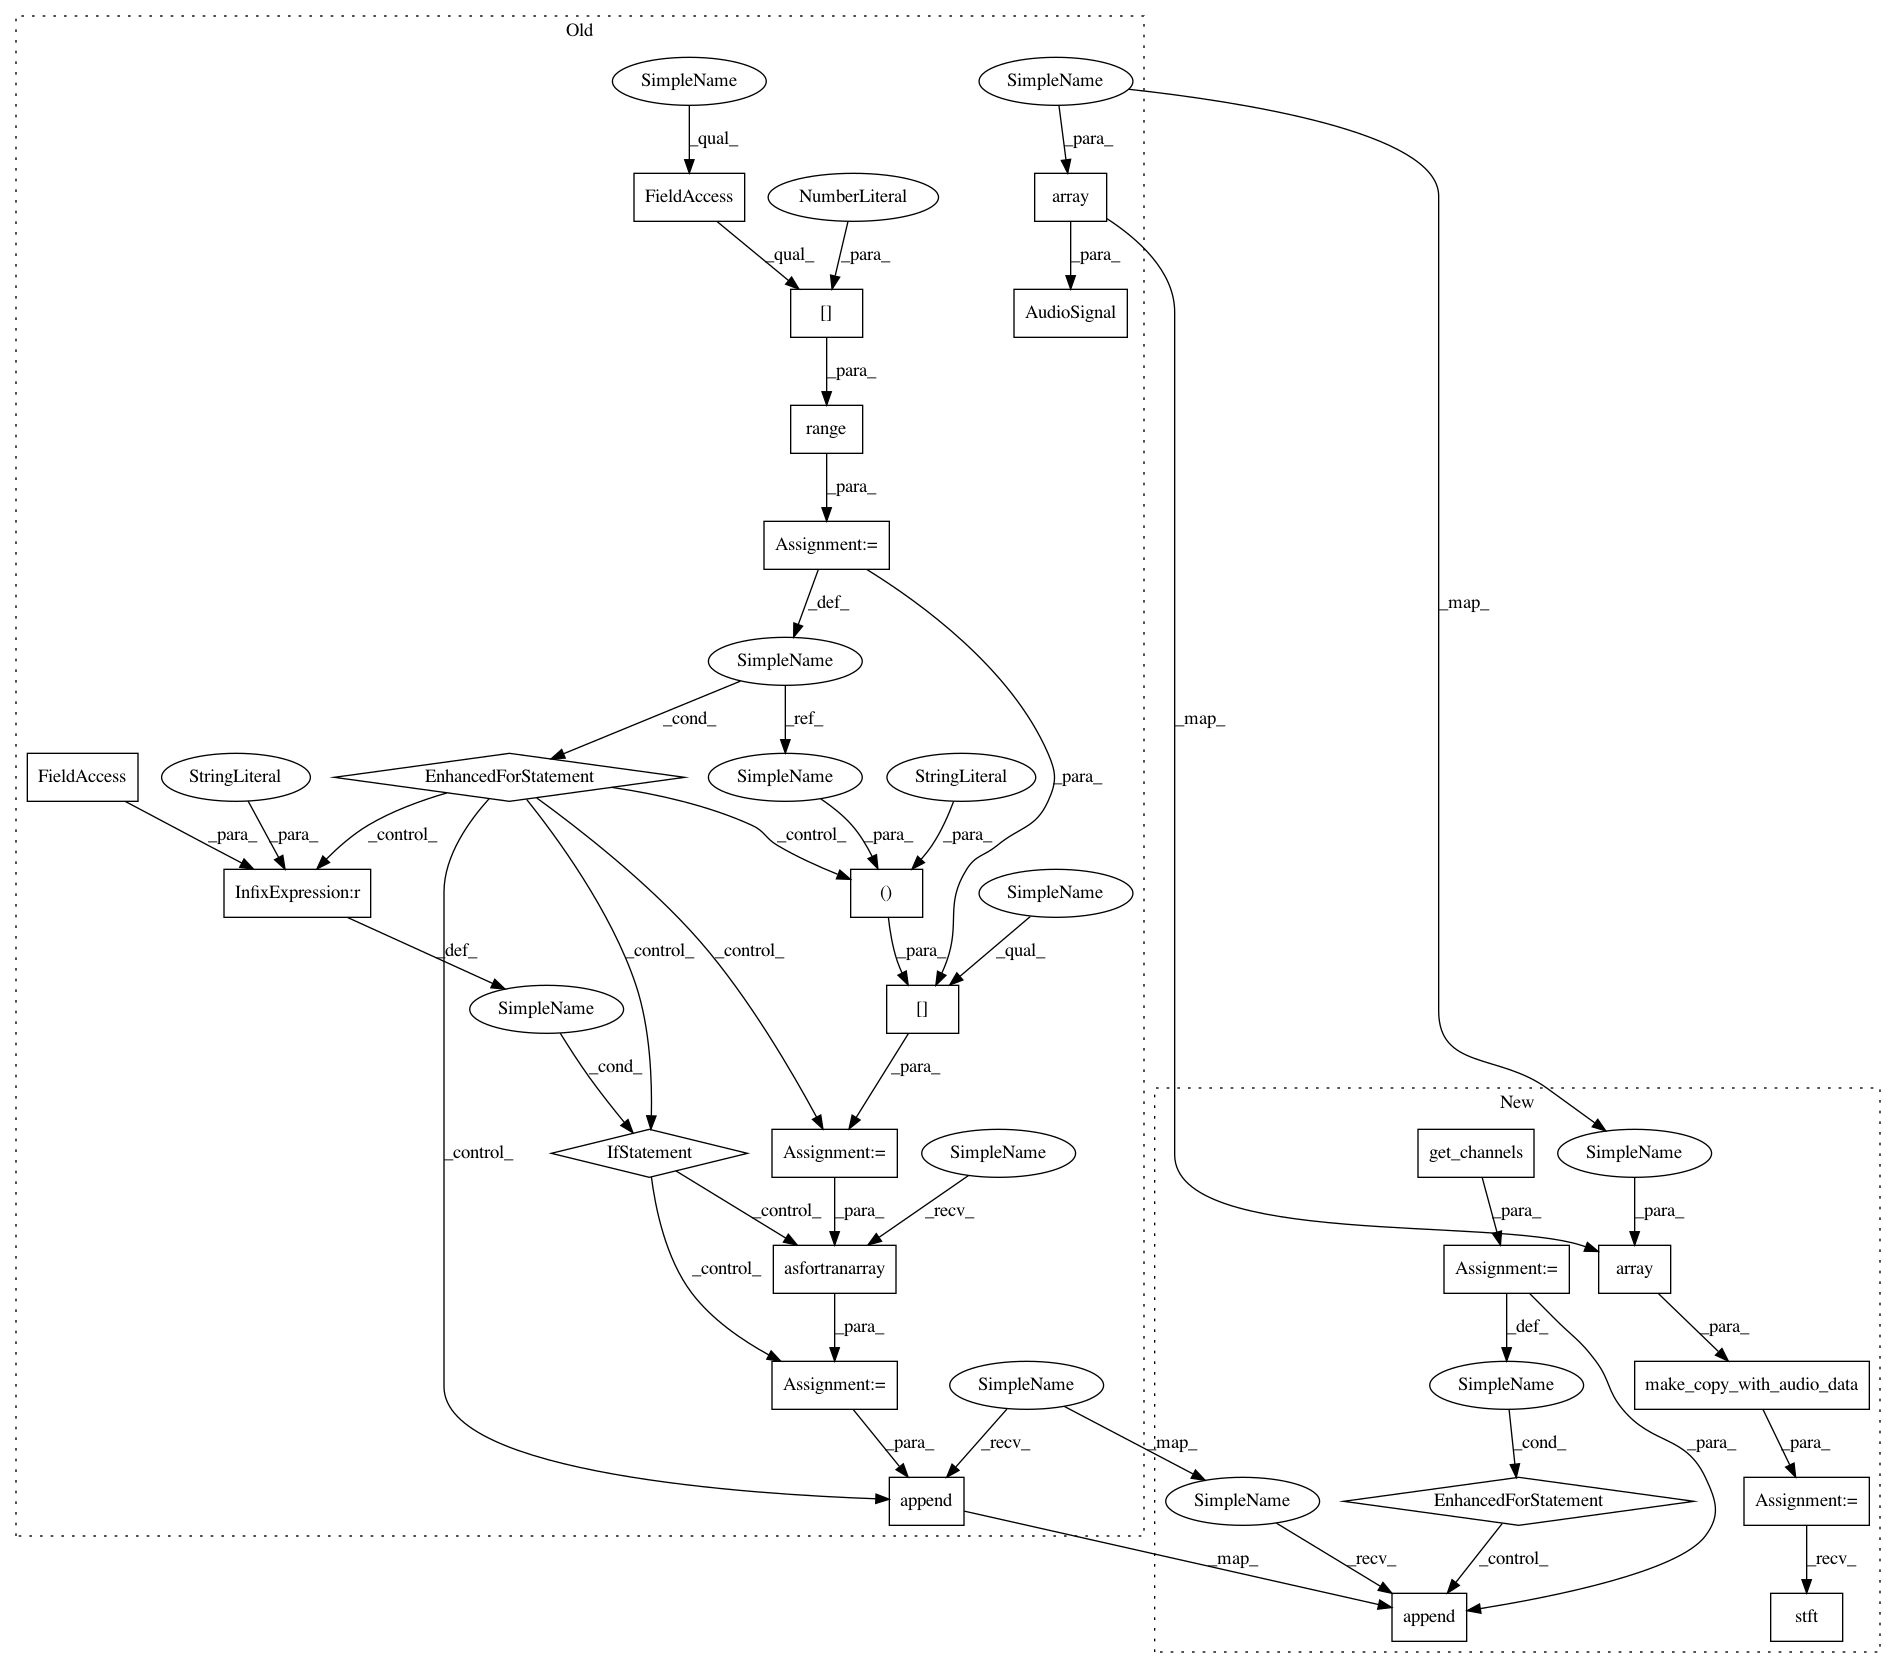 Old
SimpleName
SimpleName
_qual_
_para_
FieldAccess
NumberLiteral
array
_qual_
_para_
_para_
[]
AudioSignal
_para_
range
_para_
Assignment:=
_def_
_map_
SimpleName
_cond_
_ref_
_map_
FieldAccess
StringLiteral
EnhancedForStatement
SimpleName
StringLiteral
_para_
_para_
_para_
_control_
_control_
_para_
_para_
InfixExpression:r
()
SimpleName
_def_
_control_
_control_
_para_
_qual_
SimpleName
[]
_cond_
_para_
New
_control_
IfStatement
Assignment:=
SimpleName
get_channels
SimpleName
_control_
_para_
_recv_
_para_
_para_
_control_
asfortranarray
Assignment:=
array
_para_
_def_
_para_
Assignment:=
SimpleName
SimpleName
make_copy_with_audio_data
_para_
_recv_
_map_
_cond_
_para_
_para_
append
SimpleName
EnhancedForStatement
Assignment:=
_map_
_recv_
_control_
_recv_
append
stft